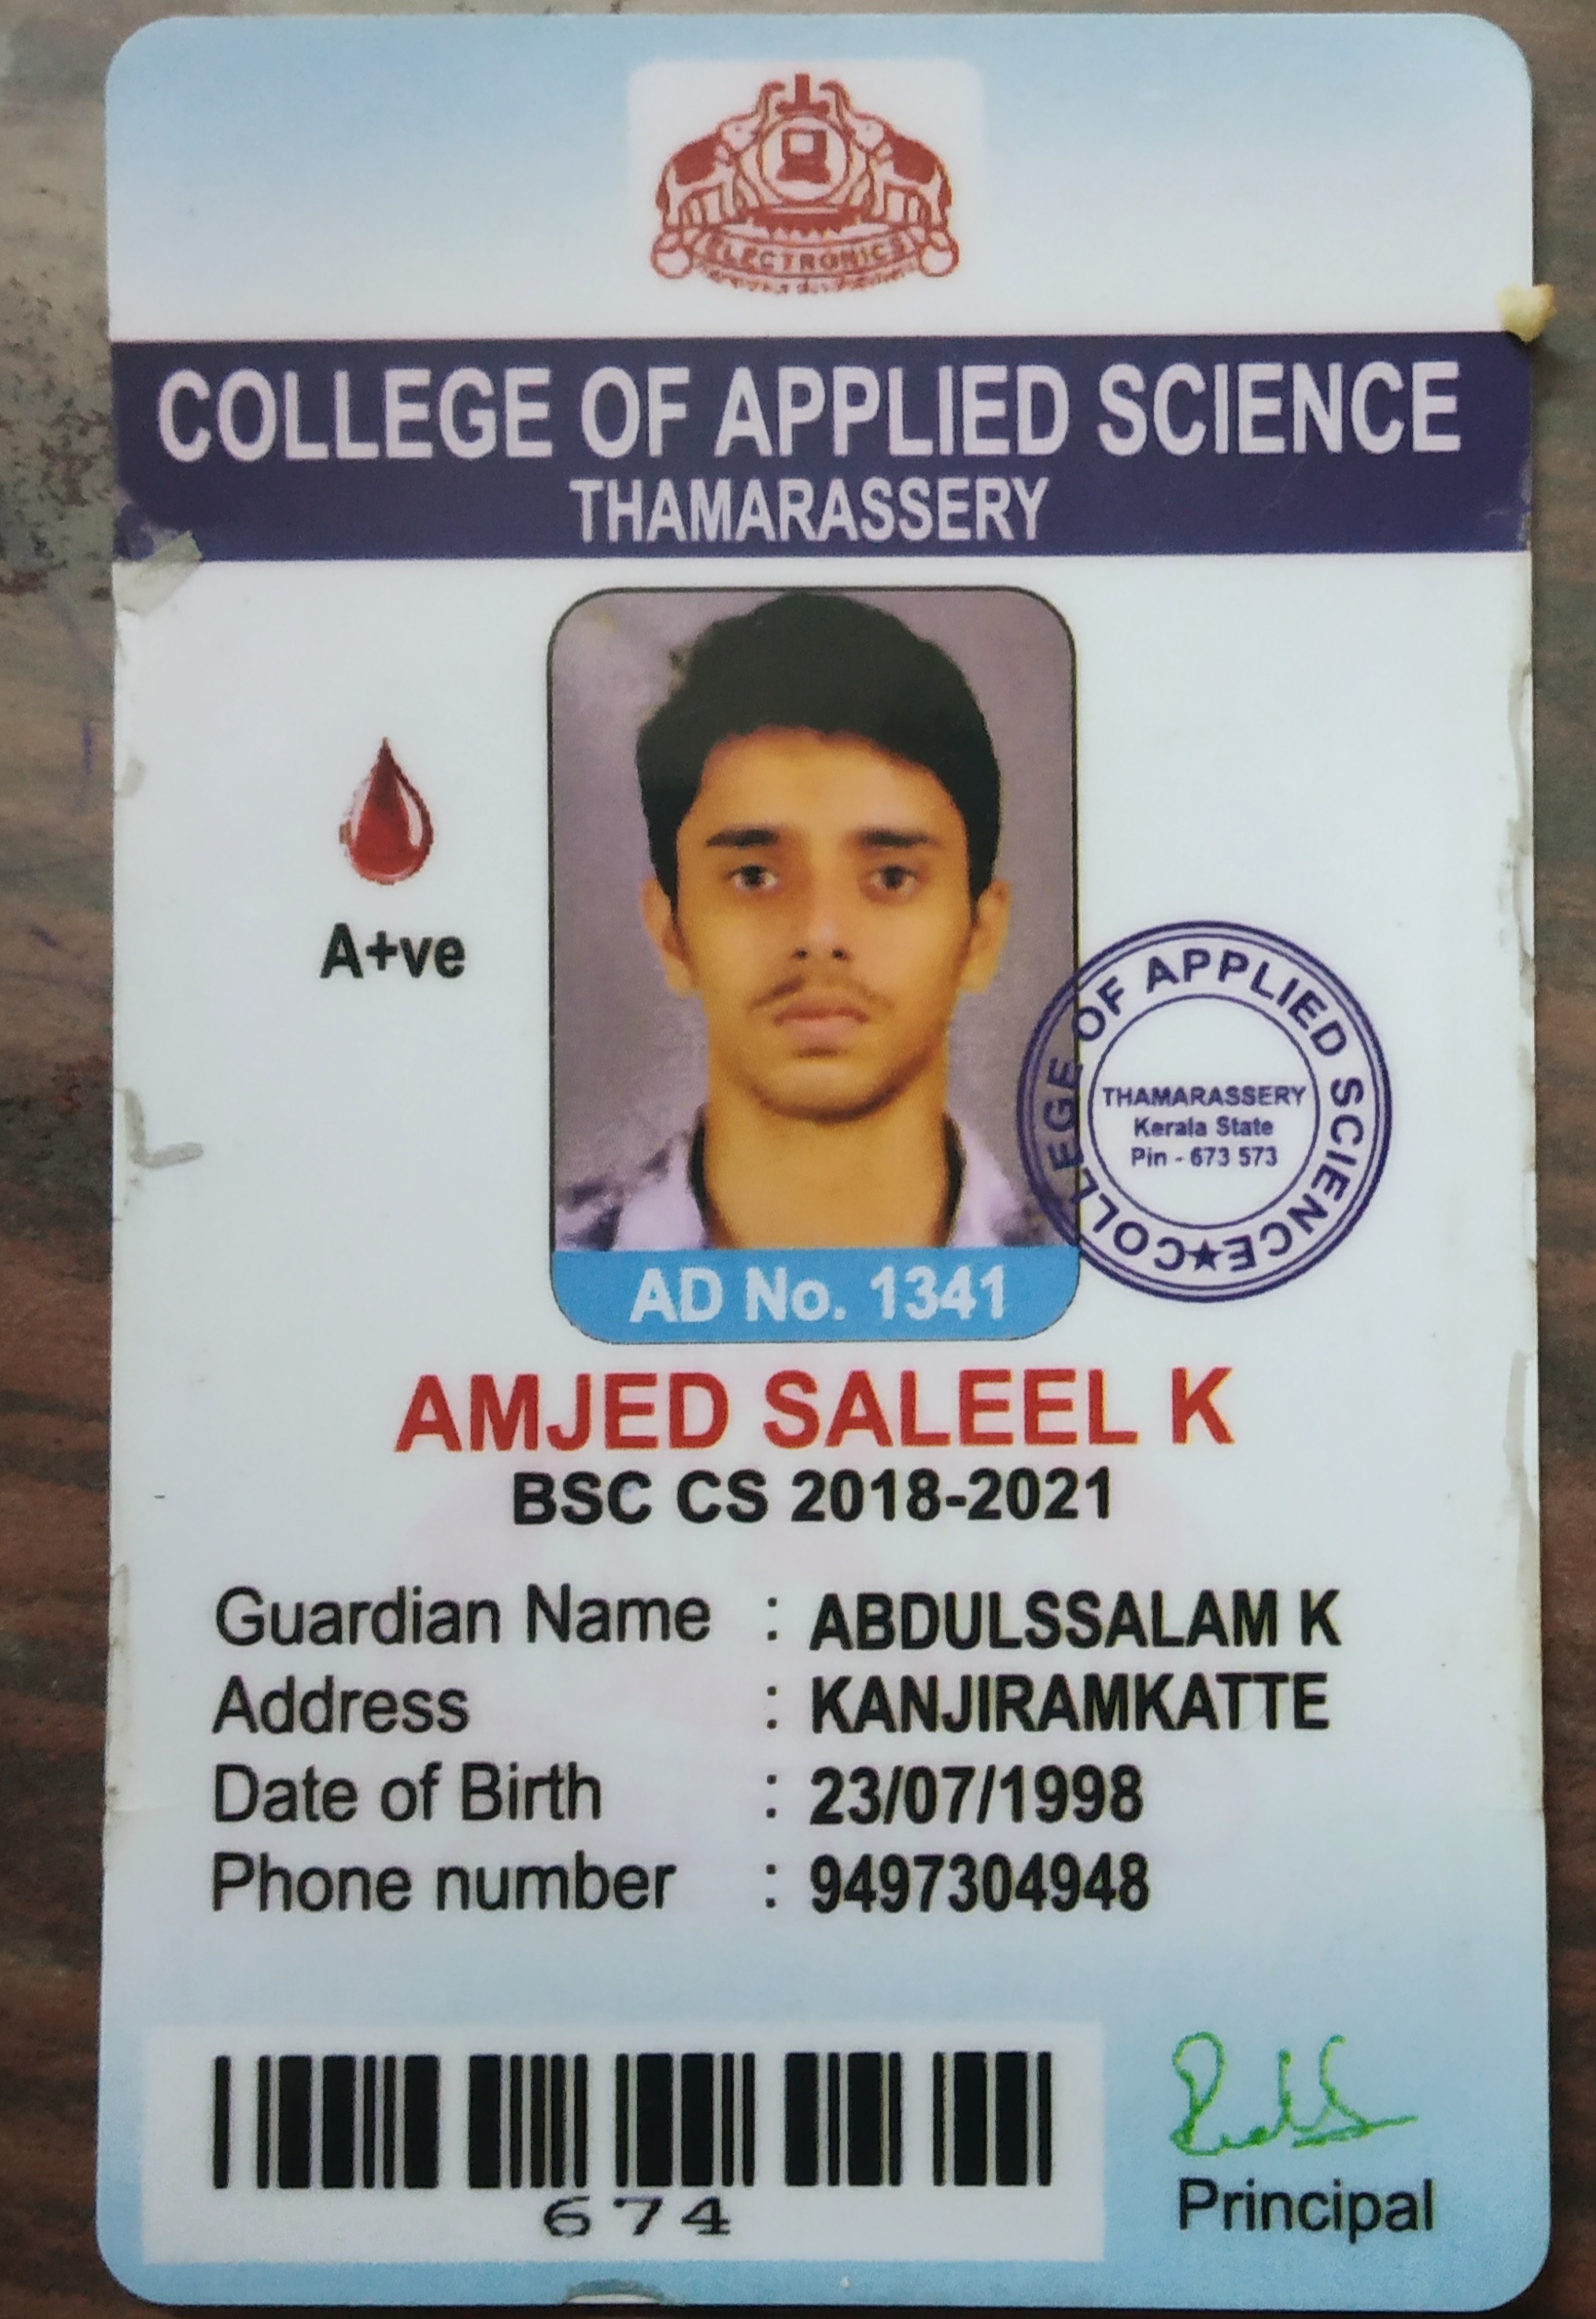 ELECTRONICS
COLLEGE OF APPLIED SCIENCE
THAMARASSERY
A+ve
COLLEGE OF APPLIED SCIENCE
THAMARASSERY
Kerala State
Pin - 673 573
AD No. 1341
AMJED SALEEL K
BSC CS 2018-2021
Guardian Name : ABDULSSALAM K
Address : KANJIRAMKATTE
Date of Birth : 23/07/1998
Phone number : 9497304948
674
Principal